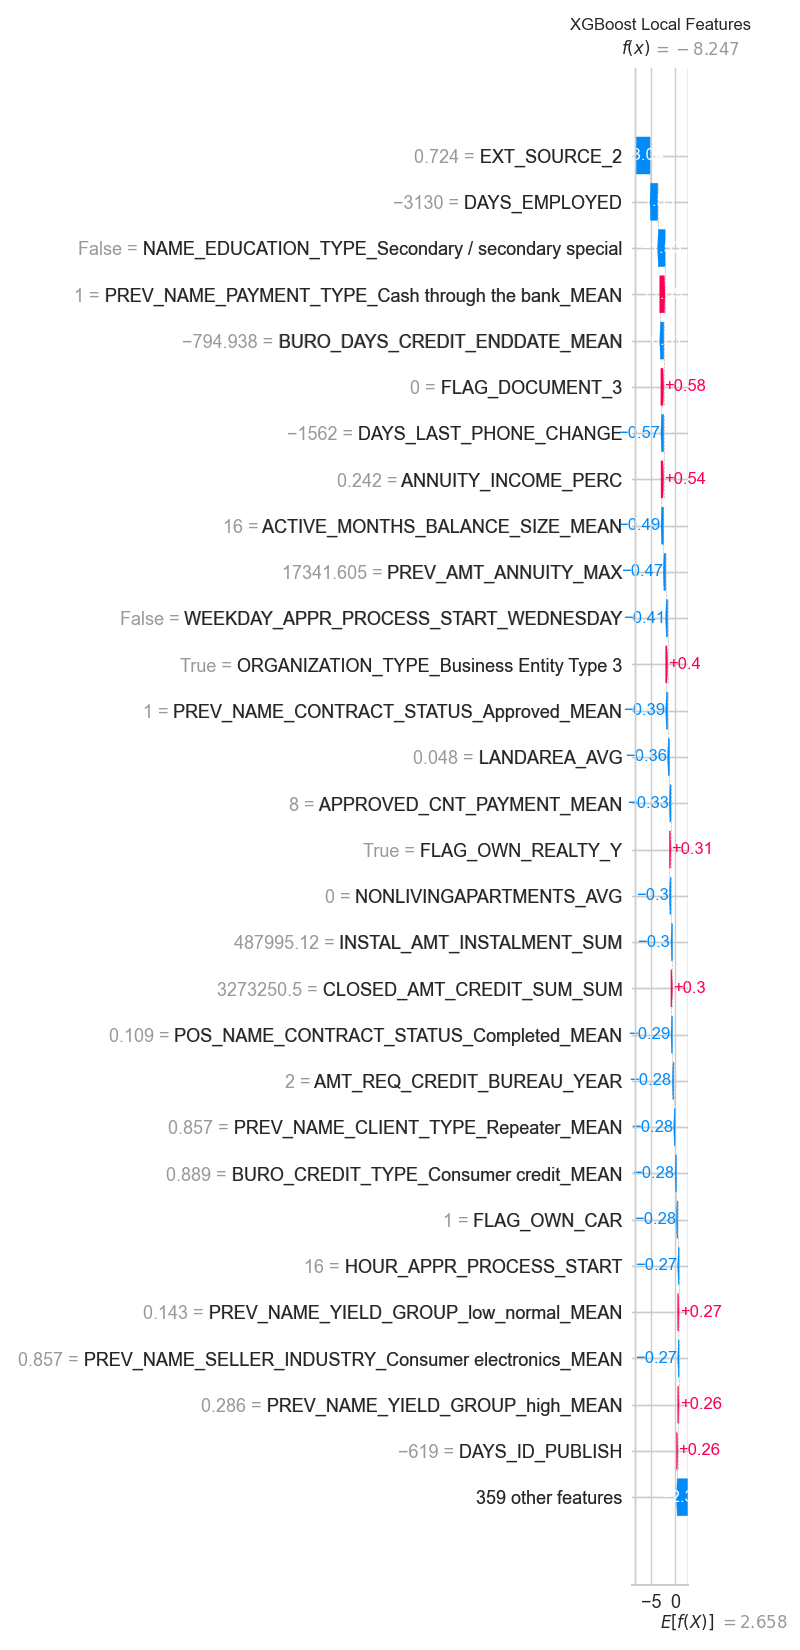 XGBoost Local Features
f(x) = −8.247
0.724 = EXT_SOURCE_2
−3130 = DAYS_EMPLOYED
False = NAME_EDUCATION_TYPE_Secondary / secondary special
1 = PREV_NAME_PAYMENT_TYPE_Cash through the bank_MEAN
−794.938 = BURO_DAYS_CREDIT_ENDDATE_MEAN
0 = FLAG_DOCUMENT_3 +0.58
−1562 = DAYS_LAST_PHONE_CHANGE −0.57
0.242 = ANNUITY_INCOME_PERC +0.54
16 = ACTIVE_MONTHS_BALANCE_SIZE_MEAN −0.49
17341.605 = PREV_AMT_ANNUITY_MAX −0.47
False = WEEKDAY_APPR_PROCESS_START_WEDNESDAY −0.41
True = ORGANIZATION_TYPE_Business Entity Type 3 +0.4
1 = PREV_NAME_CONTRACT_STATUS_Approved_MEAN −0.39
0.048 = LANDAREA_AVG −0.36
8 = APPROVED_CNT_PAYMENT_MEAN −0.33
True = FLAG_OWN_REALTY_Y +0.31
0 = NONLIVINGAPARTMENTS_AVG −0.3
487995.12 = INSTAL_AMT_INSTALMENT_SUM −0.3
3273250.5 = CLOSED_AMT_CREDIT_SUM_SUM +0.3
0.109 = POS_NAME_CONTRACT_STATUS_Completed_MEAN −0.29
2 = AMT_REQ_CREDIT_BUREAU_YEAR −0.28
0.857 = PREV_NAME_CLIENT_TYPE_Repeater_MEAN −0.28
0.889 = BURO_CREDIT_TYPE_Consumer credit_MEAN −0.28
1 = FLAG_OWN_CAR −0.28
16 = HOUR_APPR_PROCESS_START −0.27
0.143 = PREV_NAME_YIELD_GROUP_low_normal_MEAN +0.27
0.857 = PREV_NAME_SELLER_INDUSTRY_Consumer electronics_MEAN −0.27
0.286 = PREV_NAME_YIELD_GROUP_high_MEAN +0.26
−619 = DAYS_ID_PUBLISH +0.26
359 other features
−5 0
E[f(X)] = 2.658